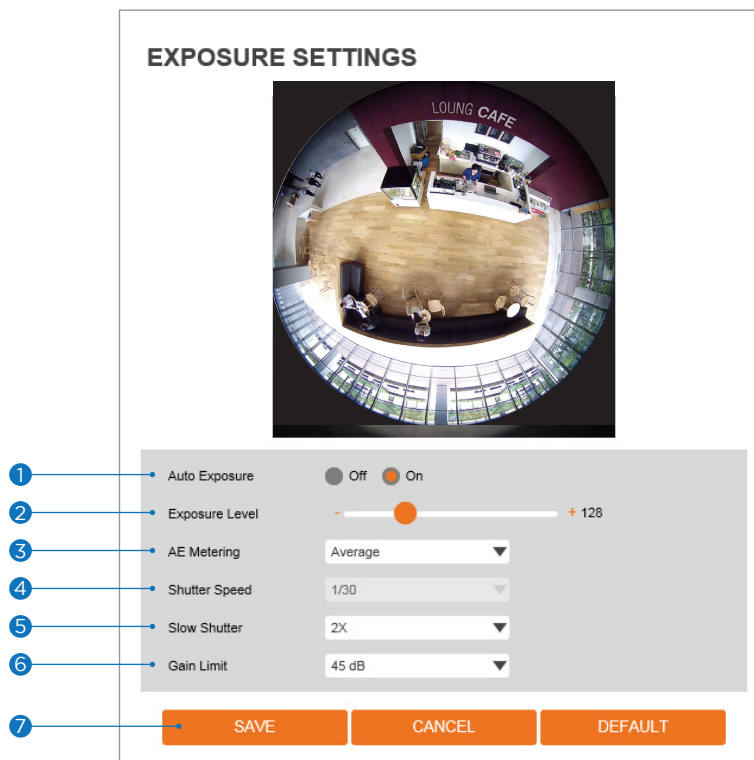 EXPOSURE SETTINGS
LOUNG CAFE
1 Auto Exposure Off On
2 Exposure Level - + 128
3 AE Metering Average
4 Shutter Speed 1/30
5 Slow Shutter 2X
6 Gain Limit 45 dB
7 SAVE CANCEL DEFAULT